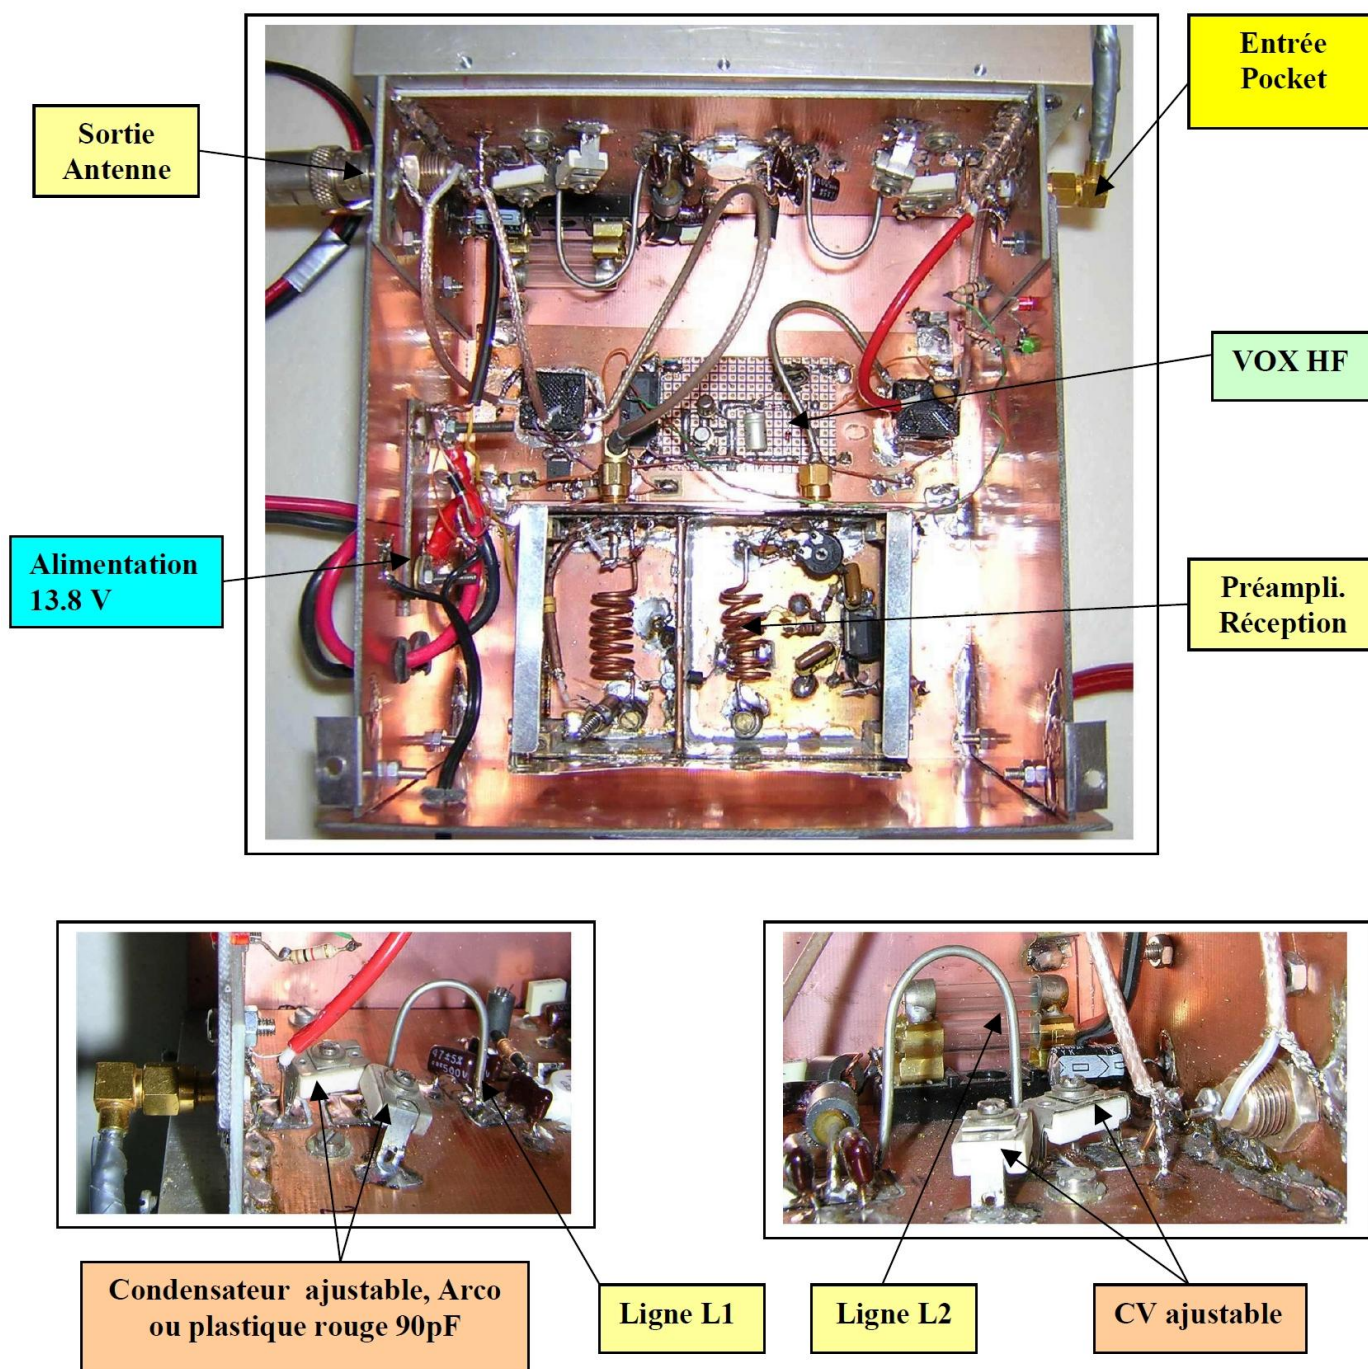 Entrée
Pocket
Sortie
Antenne
VOX HF
Alimentation
13.8 V
Préampli.
Réception
Condensateur ajustable, Arco
ou plastique rouge 90pF
Ligne L1
Ligne L2
CV ajustable